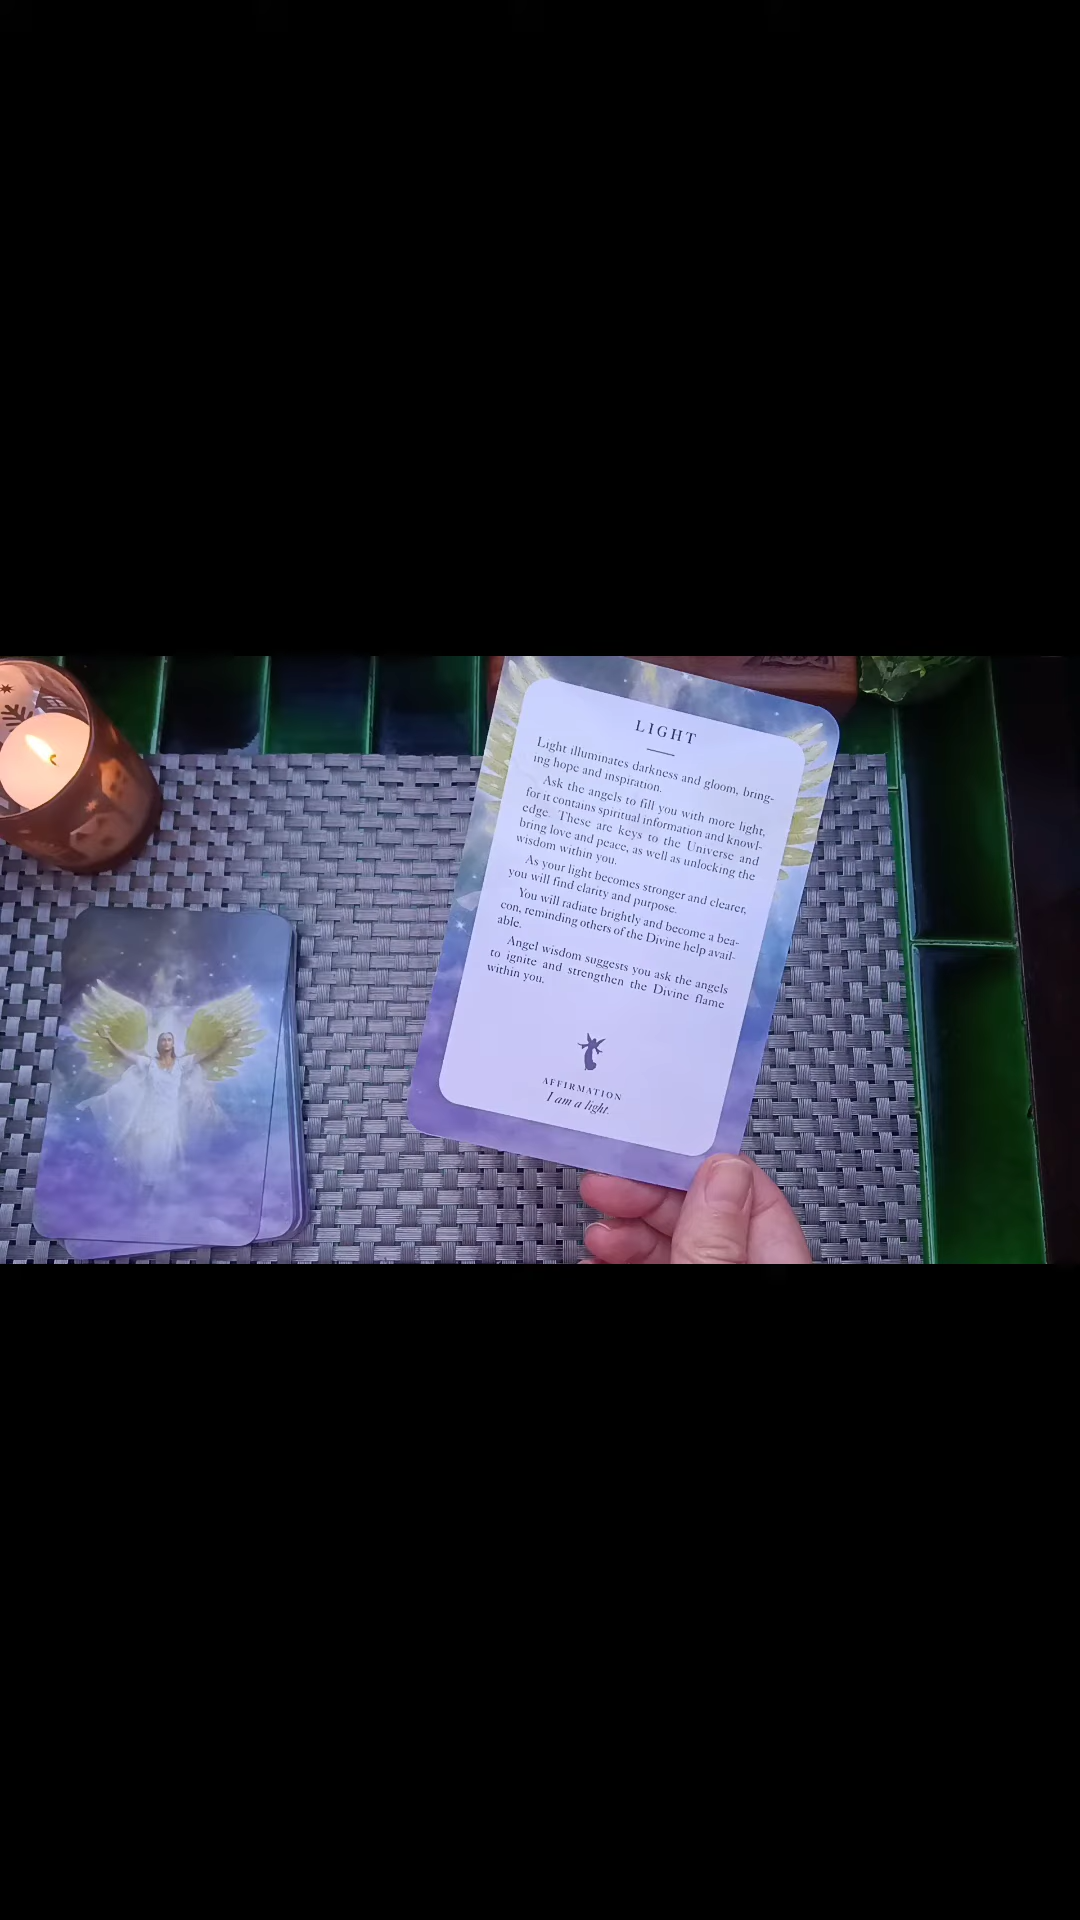 LIGHT
Light illuminates darkness and gloom, bring-
ing hope and inspiration.
Ask the angels to fill you with more light,
for it contains spiritual information and knowl-
edge. These are keys to the Universe and
bring love and peace, as well as unlocking the
wisdom within you.
As your light becomes stronger and clearer,
you will find clarity and purpose.
You will radiate brightly and become a bea-
con, reminding others of the Divine help avail-
able.
Angel wisdom suggests you ask the angels
to ignite and strengthen the Divine flame
within you.
AFFIRMATION
I am a light.